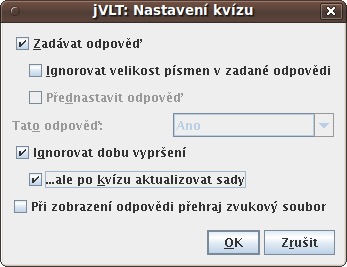 jVLT: Nastavení kvízu
Zadávat odpověď
Ignorovat velikost písmen v zadané odpovědi
Přednastavit odpověď
Tato odpověď:
Ano
Ignorovat dobu vypršení
...ale po kvízu aktualizovat sady
Při zobrazení odpovědi přehraj zvukový soubor
OK
Zrušit